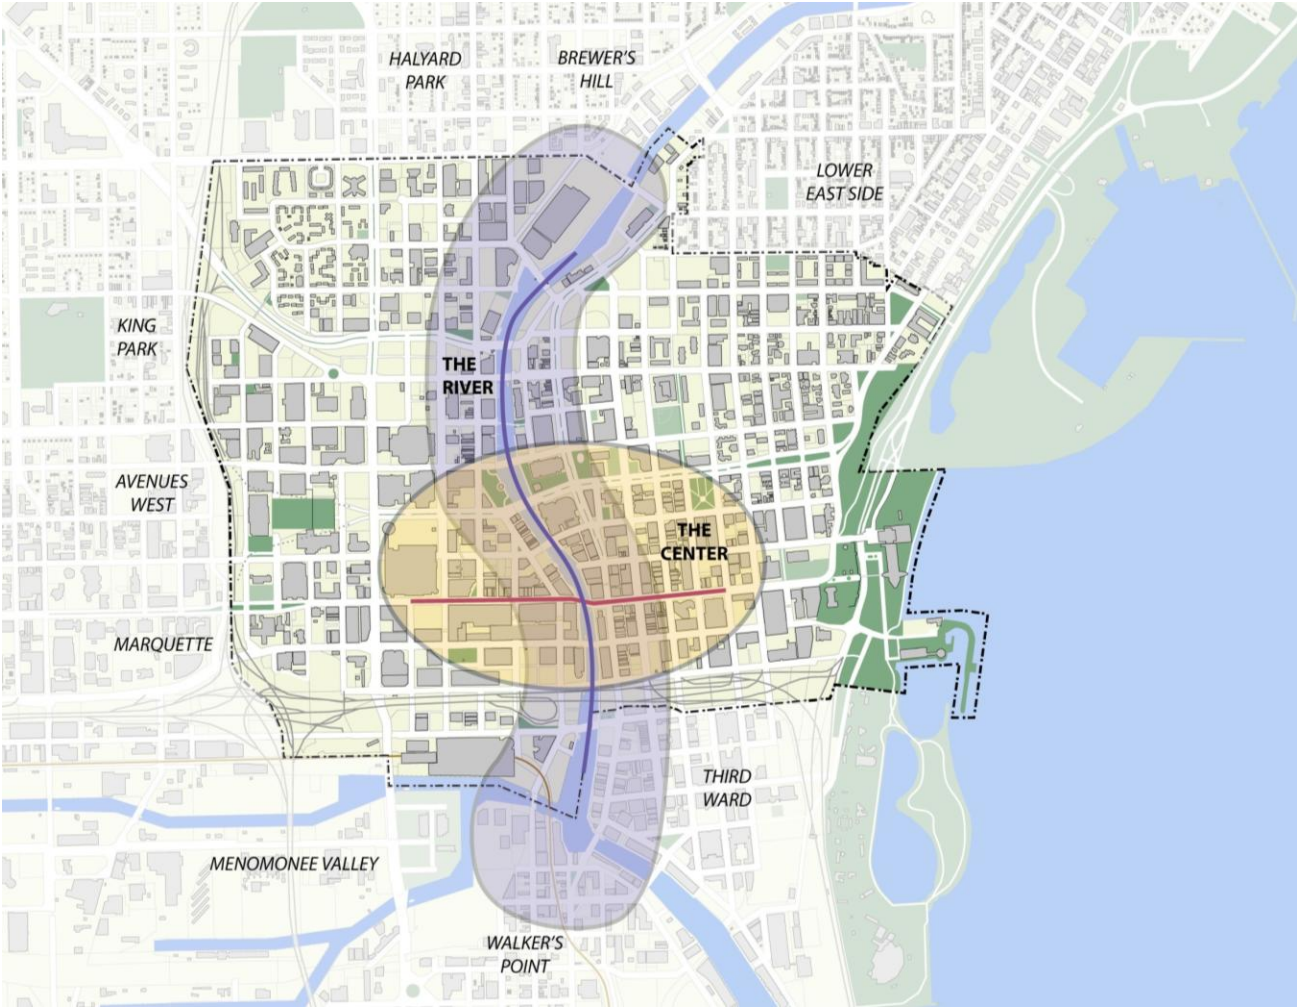 HALYARD
PARK
BREWER'S
HILL
LOWER
EAST SIDE
KING
PARK
THE
RIVER
AVENUES
WEST
THE
CENTER
MARQUETTE
THIRD
WARD
MENOMONEE VALLEY
WALKER'S
POINT